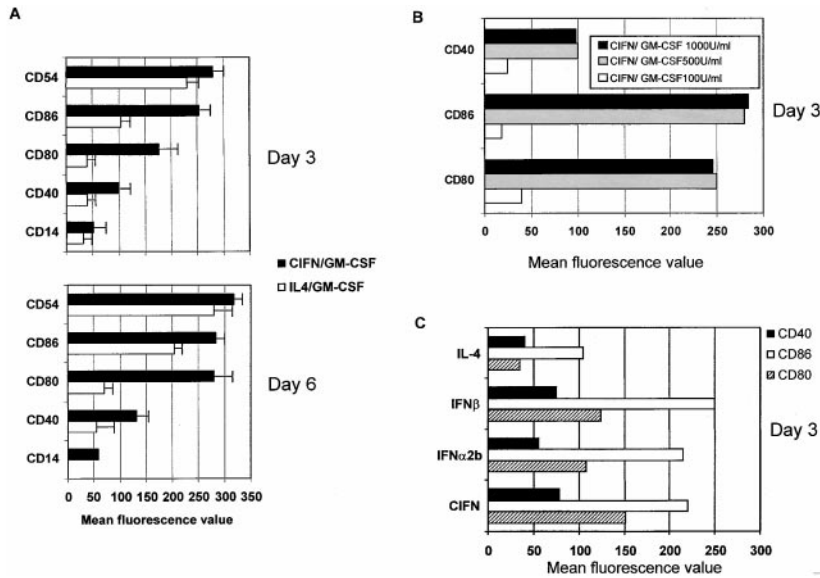 A
CD54
CD86
CD80
CD40
CD14
Day 3
CIFN/GM-CSF
IL4/GM-CSF
CD54
CD86
CD80
CD40
CD14
Day 6
0 50 100 150 200 250 300 350
Mean fluorescence value
B
CD40
CD86
CD80
CIFN/ GM-CSF 1000U/ml
CIFN/ GM-CSF500U/ml
CIFN/ GM-CSF100U/ml
Day 3
0 50 100 150 200 250 300
Mean fluorescence value
C
IL-4
IFNβ
IFNα2b
CIFN
CD40
CD86
CD80
Day 3
0 50 100 150 200 250 300
Mean fluorescence value